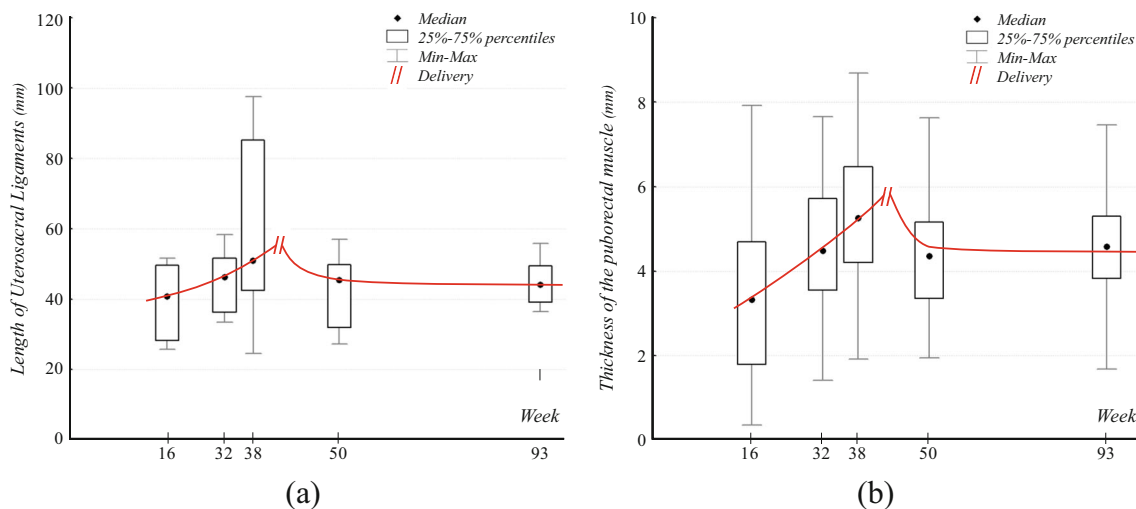 Length of Uterosacral Ligaments (mm)
120
100
80
60
40
20
0
Median
25%-75% percentiles
Min-Max
Delivery
Week
16 32 38 50 93
(a)
Thickness of the puborectal muscle (mm)
10
8
6
4
2
0
Median
25%-75% percentiles
Min-Max
Delivery
Week
16 32 38 50 93
(b)